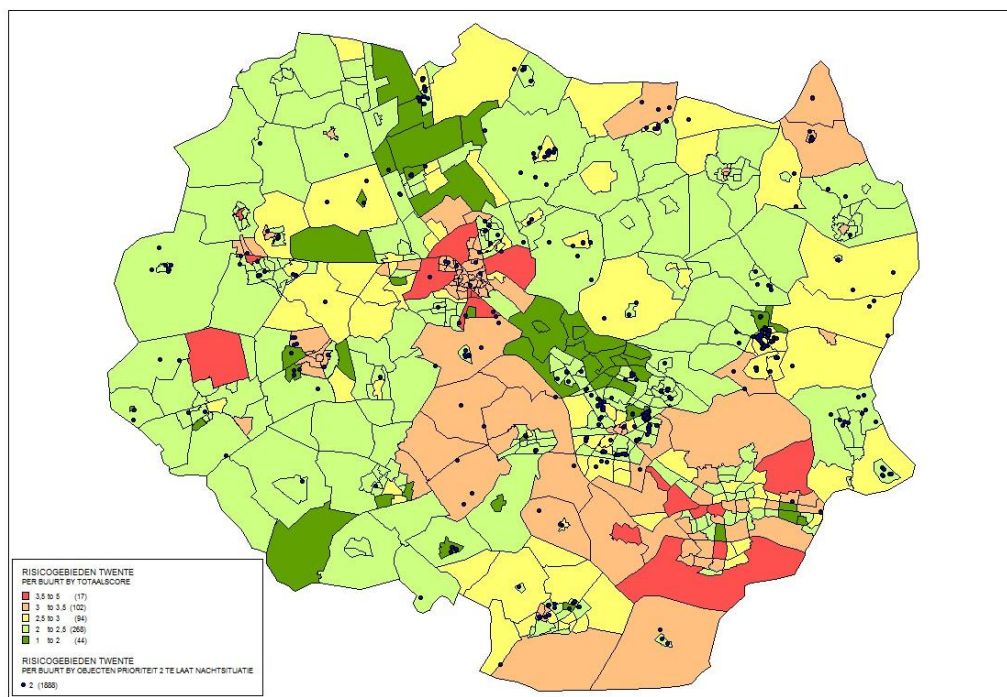 RISICOGEBIEDEN TWENTE
PER BUURT BY TOTAALSCORE
3,5 to 5 (17)
3 to 3,5 (102)
2,5 to 3 (94)
2 to 2,5 (268)
1 to 2 (44)
RISICOGEBIEDEN TWENTE
PER BUURT BY OBJECTEN PRIORITEIT 2 TE LAAT NACHTSITUATIE
2 (1888)